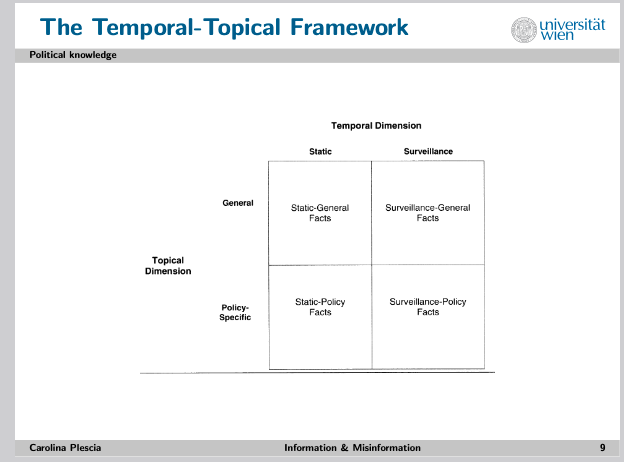 The Temporal-Topical Framework
universität
wien
Political knowledge
Temporal Dimension
Static
Surveillance
General
Static-General
Facts
Surveillance-General
Facts
Topical
Dimension
Policy-
Specific
Static-Policy
Facts
Surveillance-Policy
Facts
Carolina Plescia
Information & Misinformation
9